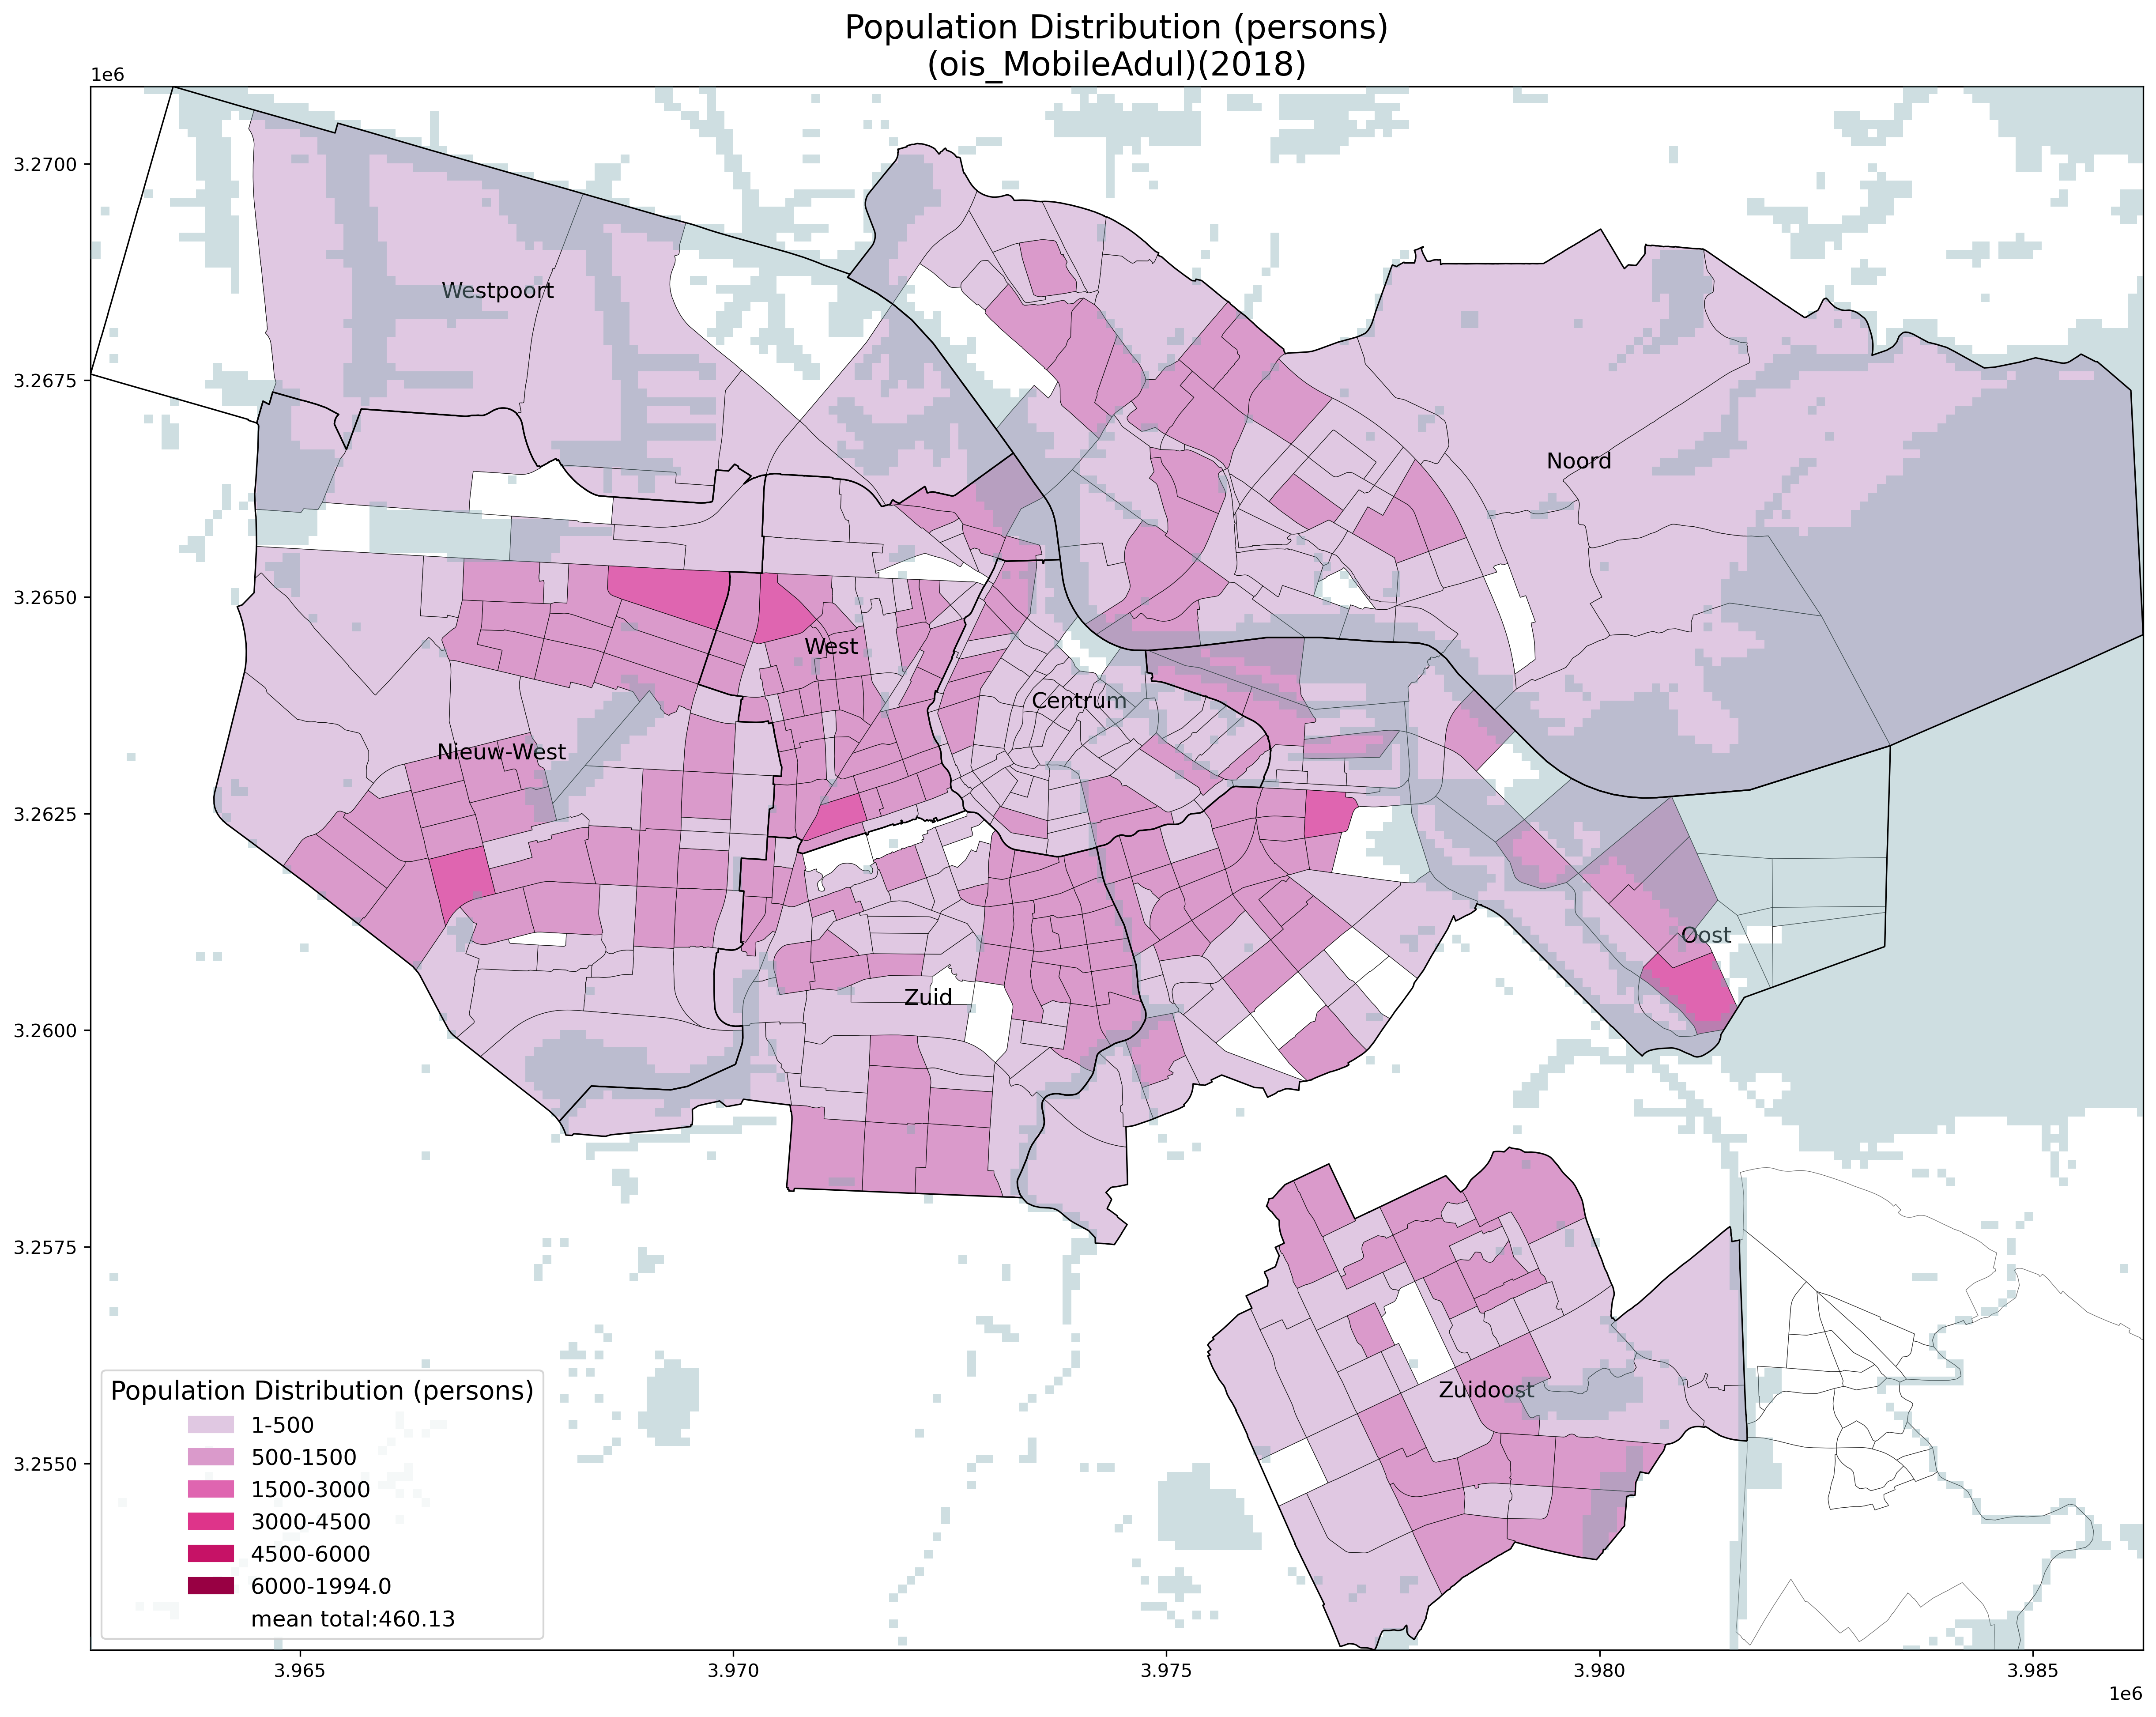 Population Distribution (persons)
(ois_MobileAdul)(2018)
1e6
3.2700
3.2675
3.2650
3.2625
3.2600
3.2575
3.2550
Westpoort
Noord
West
Centrum
Nieuw-West
Oost
Zuid
Zuidoost
Population Distribution (persons)
1-500
500-1500
1500-3000
3000-4500
4500-6000
6000-1994.0
mean total:460.13
3.965
3.970
3.975
3.980
3.985
1e6